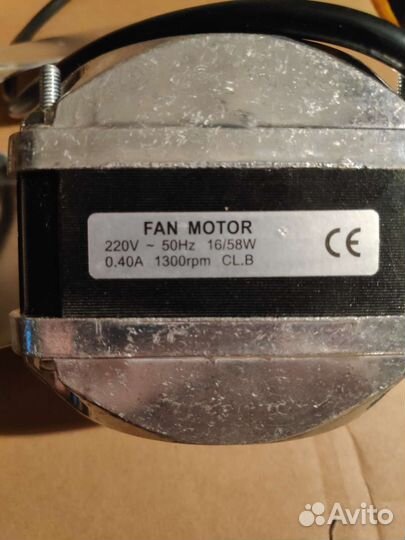 FAN MOTOR
220V ~ 50Hz 16/58W
0.40A 1300rpm CL.B
CE
Avito